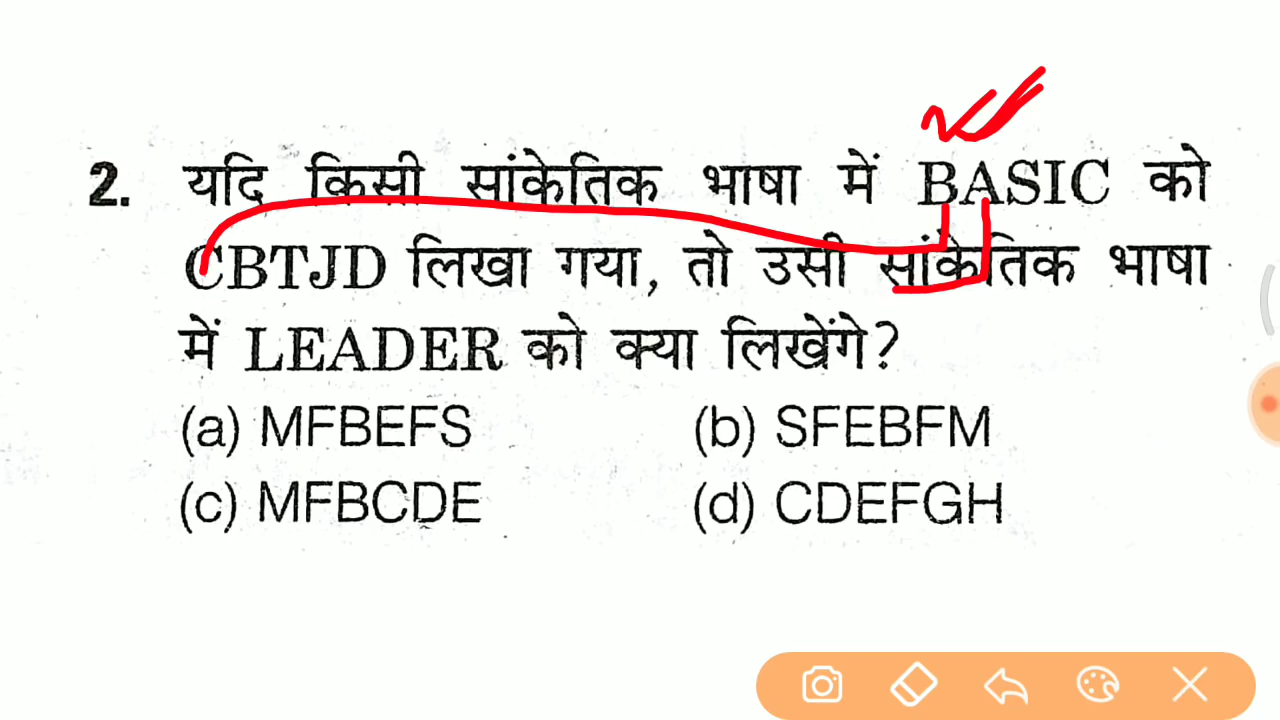 2. यदि किसी सांकेतिक भाषा में BASIC को
CBTJD लिखा गया, तो उसी सांकेतिक भाषा
में LEADER को क्या लिखेंगे?
(a) MFBEFS (b) SFEBFM
(c) MFBCDE (d) CDEFGH